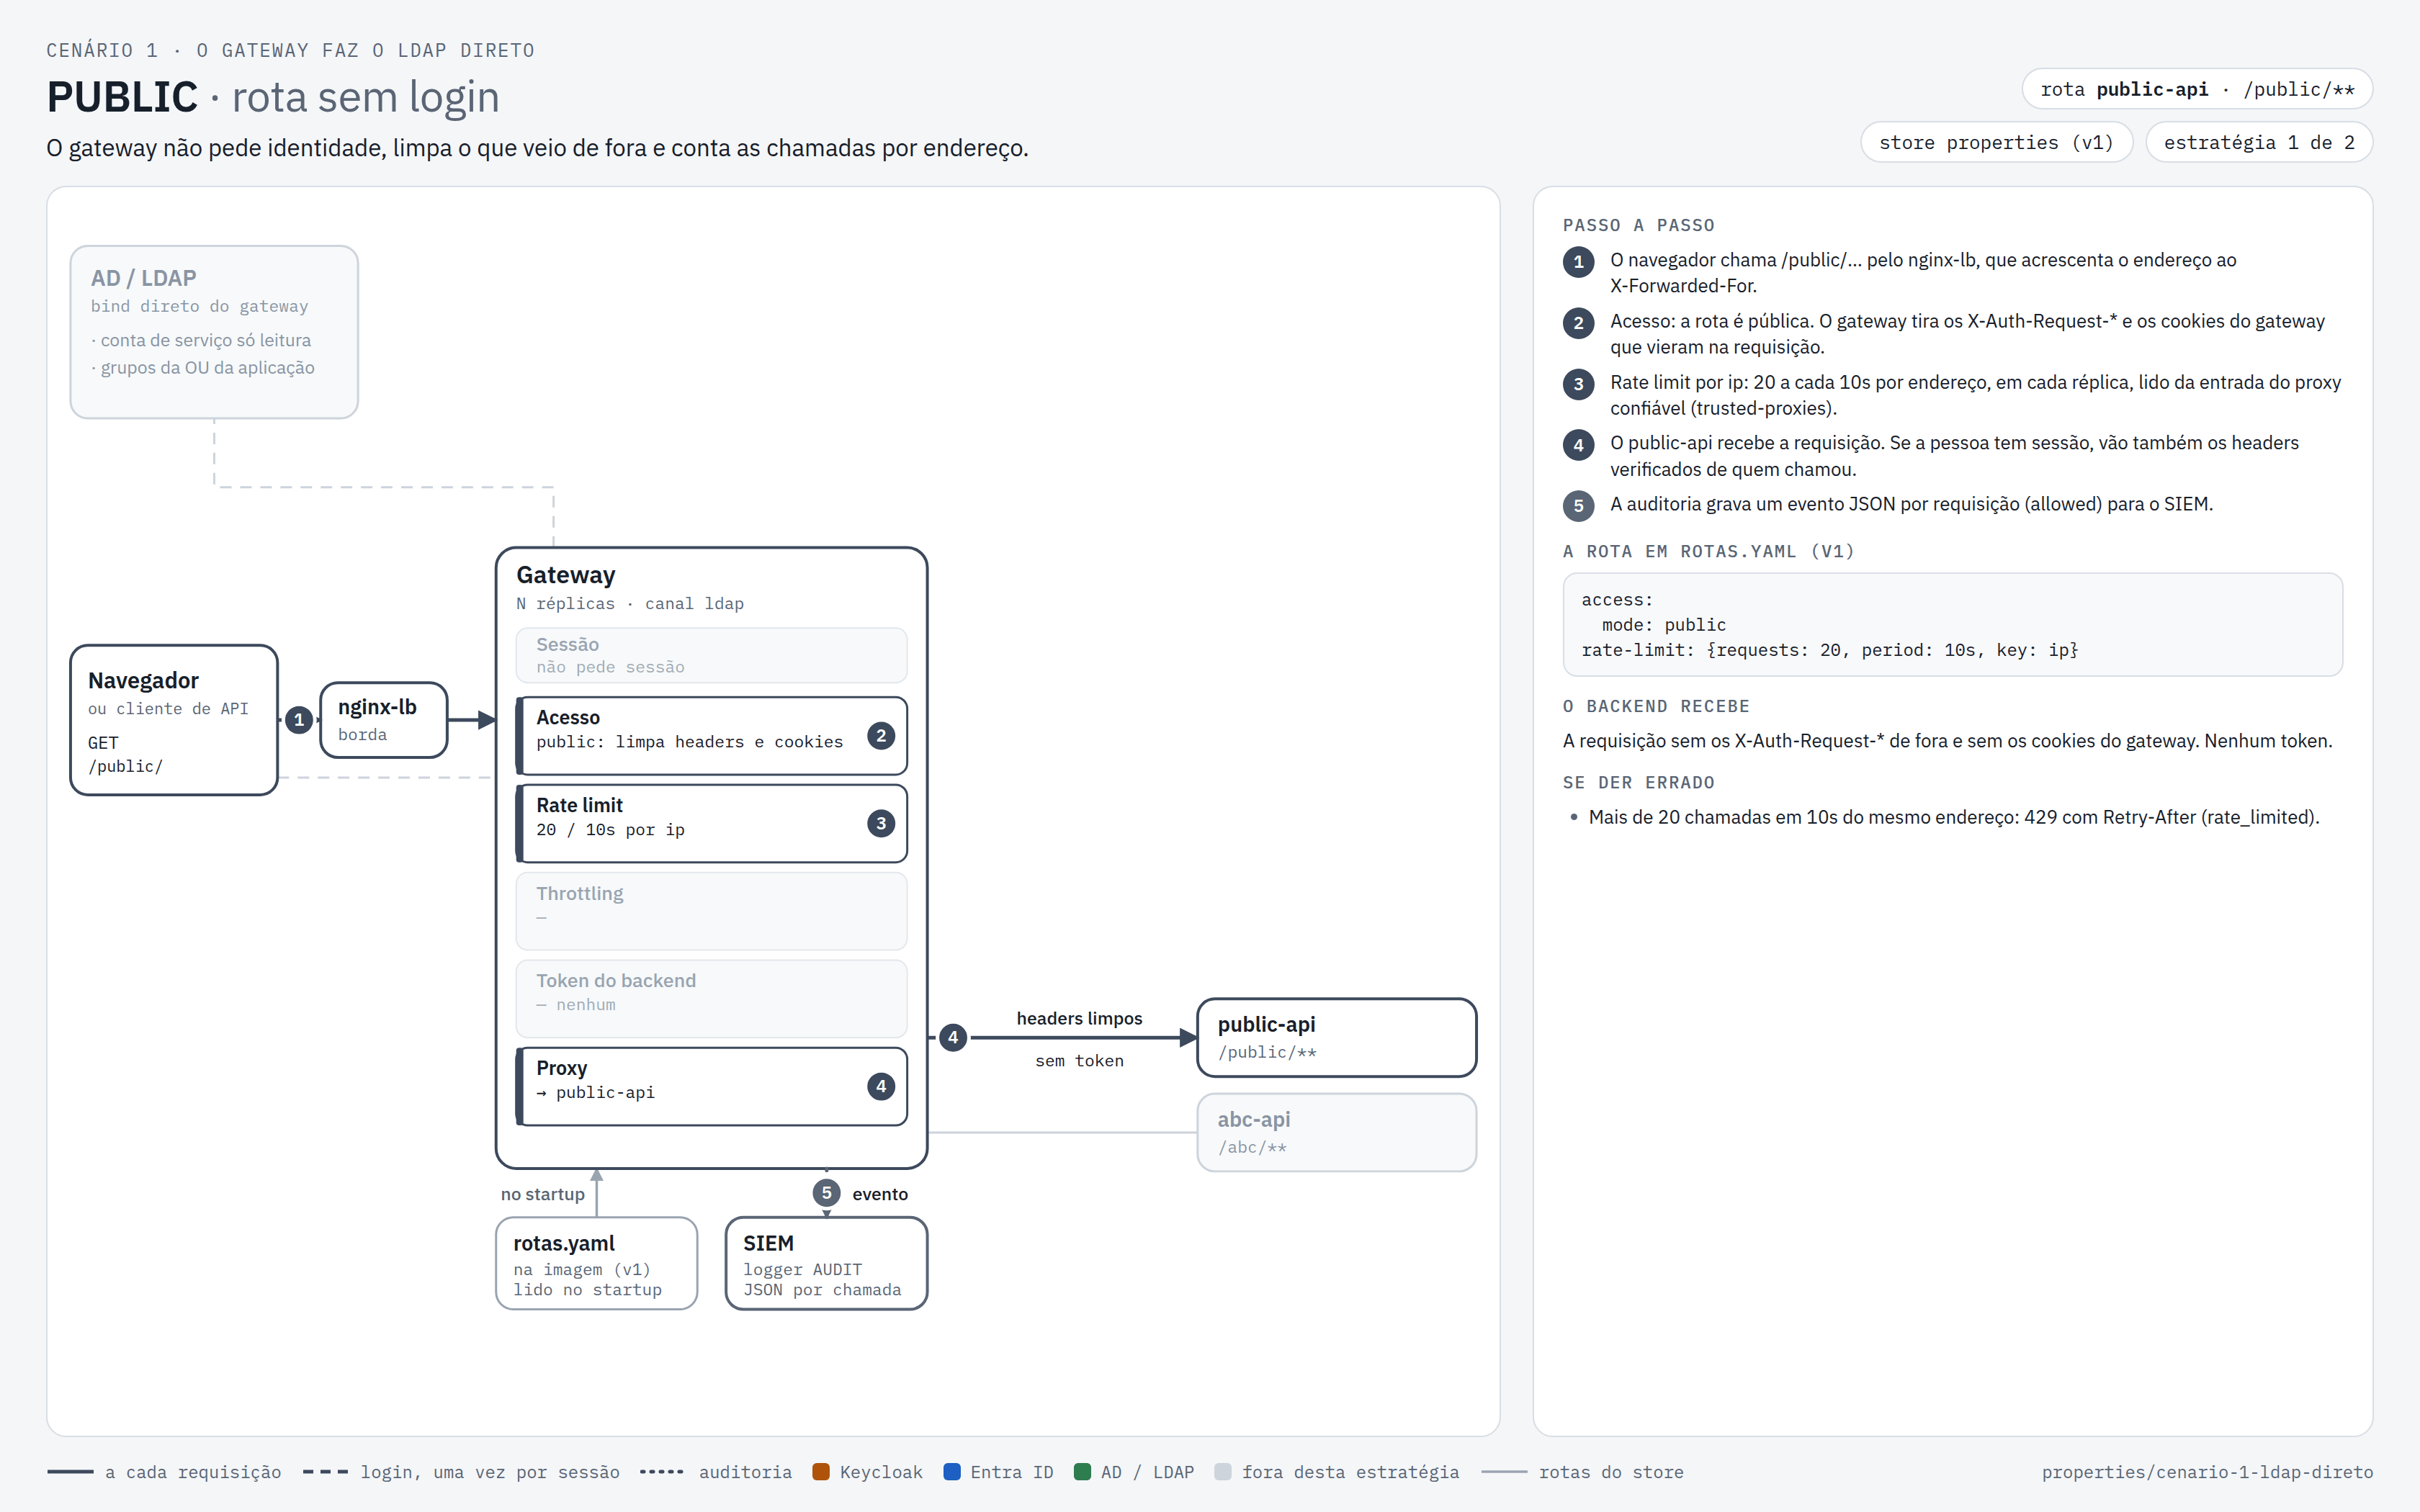 CENÁRIO 1 · O GATEWAY FAZ O LDAP DIRETO
PUBLIC · rota sem login
O gateway não pede identidade, limpa o que veio de fora e conta as chamadas por endereço.
rota public-api · /public/**
store properties (v1)
estratégia 1 de 2
AD / LDAP
bind direto do gateway
· conta de serviço só leitura
· grupos da OU da aplicação
Navegador
ou cliente de API
GET
/public/
1
nginx-lb
borda
Gateway
N réplicas · canal ldap
Sessão
não pede sessão
Acesso
public: limpa headers e cookies
2
Rate limit
20 / 10s por ip
3
Throttling
—
Token do backend
— nenhum
Proxy
→ public-api
4
4
headers limpos
sem token
public-api
/public/**
abc-api
/abc/**
no startup
5
evento
rotas.yaml
na imagem (v1)
lido no startup
SIEM
logger AUDIT
JSON por chamada
PASSO A PASSO
1 O navegador chama /public/... pelo nginx-lb, que acrescenta o endereço ao
X-Forwarded-For.
2 Acesso: a rota é pública. O gateway tira os X-Auth-Request-* e os cookies do gateway
que vieram na requisição.
3 Rate limit por ip: 20 a cada 10s por endereço, em cada réplica, lido da entrada do proxy
confiável (trusted-proxies).
4 O public-api recebe a requisição. Se a pessoa tem sessão, vão também os headers
verificados de quem chamou.
5 A auditoria grava um evento JSON por requisição (allowed) para o SIEM.
A ROTA EM ROTAS.YAML (V1)
access:
  mode: public
rate-limit: {requests: 20, period: 10s, key: ip}
O BACKEND RECEBE
A requisição sem os X-Auth-Request-* de fora e sem os cookies do gateway. Nenhum token.
SE DER ERRADO
• Mais de 20 chamadas em 10s do mesmo endereço: 429 com Retry-After (rate_limited).
a cada requisição
login, uma vez por sessão
auditoria
Keycloak
Entra ID
AD / LDAP
fora desta estratégia
rotas do store
properties/cenario-1-ldap-direto